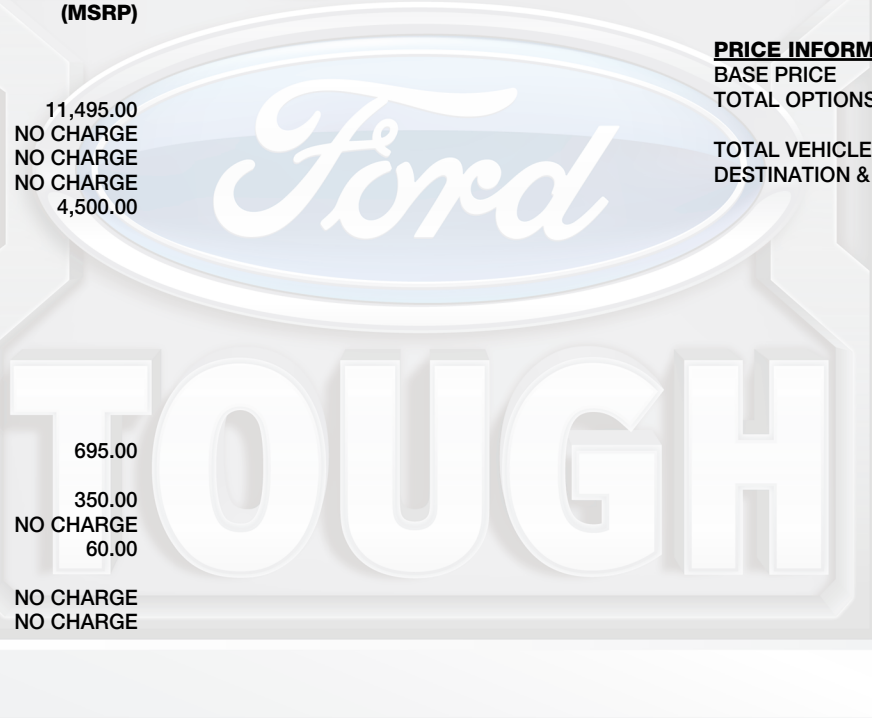 (MSRP)
11,495.00
NO CHARGE
NO CHARGE
NO CHARGE
4,500.00
695.00
350.00
NO CHARGE
60.00
NO CHARGE
NO CHARGE
PRICE INFORM
BASE PRICE
TOTAL OPTIONS
TOTAL VEHICLE
DESTINATION &
Ford
TOUGH